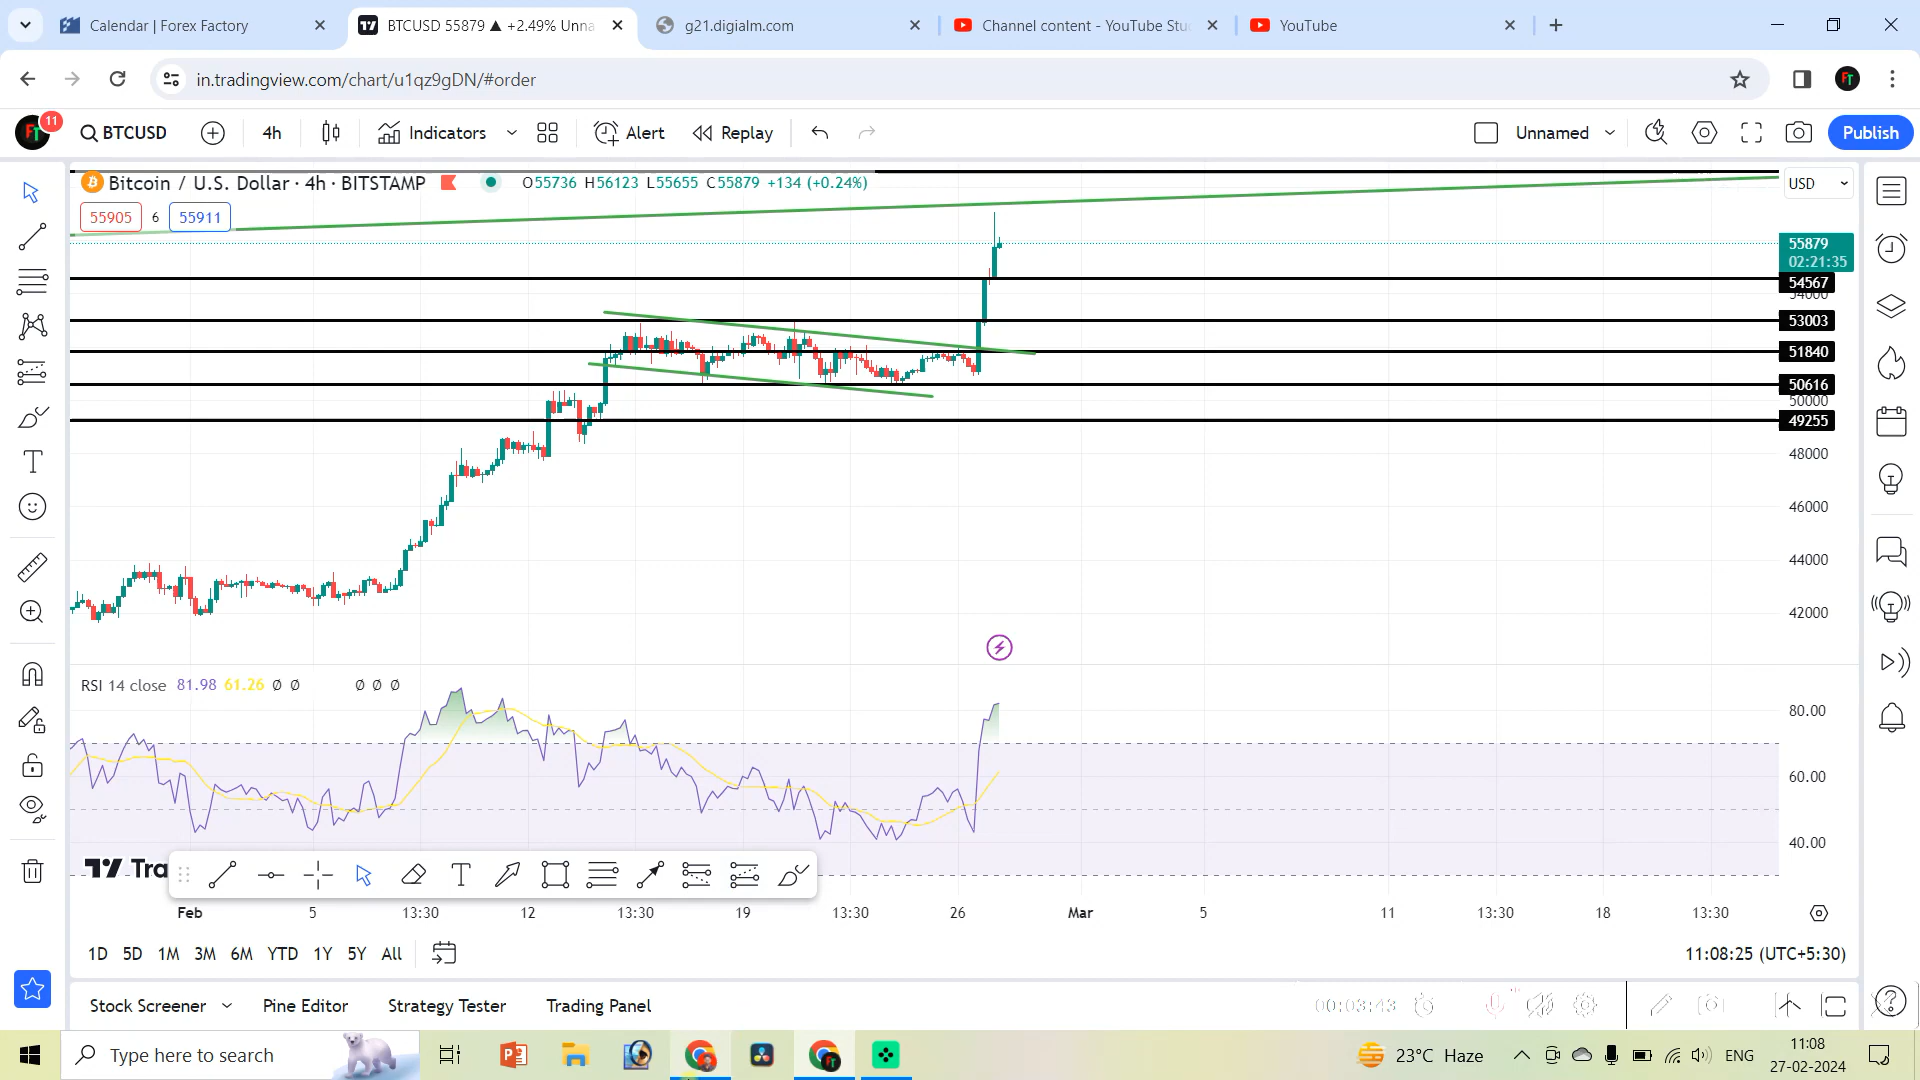 Calendar | Forex Factory
BTCUSD 55879 ▲ +2.49% Unna
g21.digialm.com
Channel content - YouTube Stu
YouTube
in.tradingview.com/chart/u1qz9gDN/#order
FT
11
BTCUSD
4h
Indicators
Alert
Replay
Unnamed
Publish
Bitcoin / U.S. Dollar · 4h · BITSTAMP
O55736 H56123 L55655 C55879 +134 (+0.24%)
USD
55905 6 55911
55879
02:21:35
54567
54000
53003
51840
50616
50000
49255
48000
46000
44000
42000
RSI 14 close 81.98 61.26 Ø Ø Ø Ø Ø
80.00
60.00
40.00
Tra
Feb 5 13:30 12 13:30 19 13:30 26 Mar 5 11 13:30 18 13:30
1D 5D 1M 3M 6M YTD 1Y 5Y All
11:08:25 (UTC+5:30)
Stock Screener Pine Editor Strategy Tester Trading Panel
00:03:43
Type here to search
23°C Haze
ENG
11:08
27-02-2024